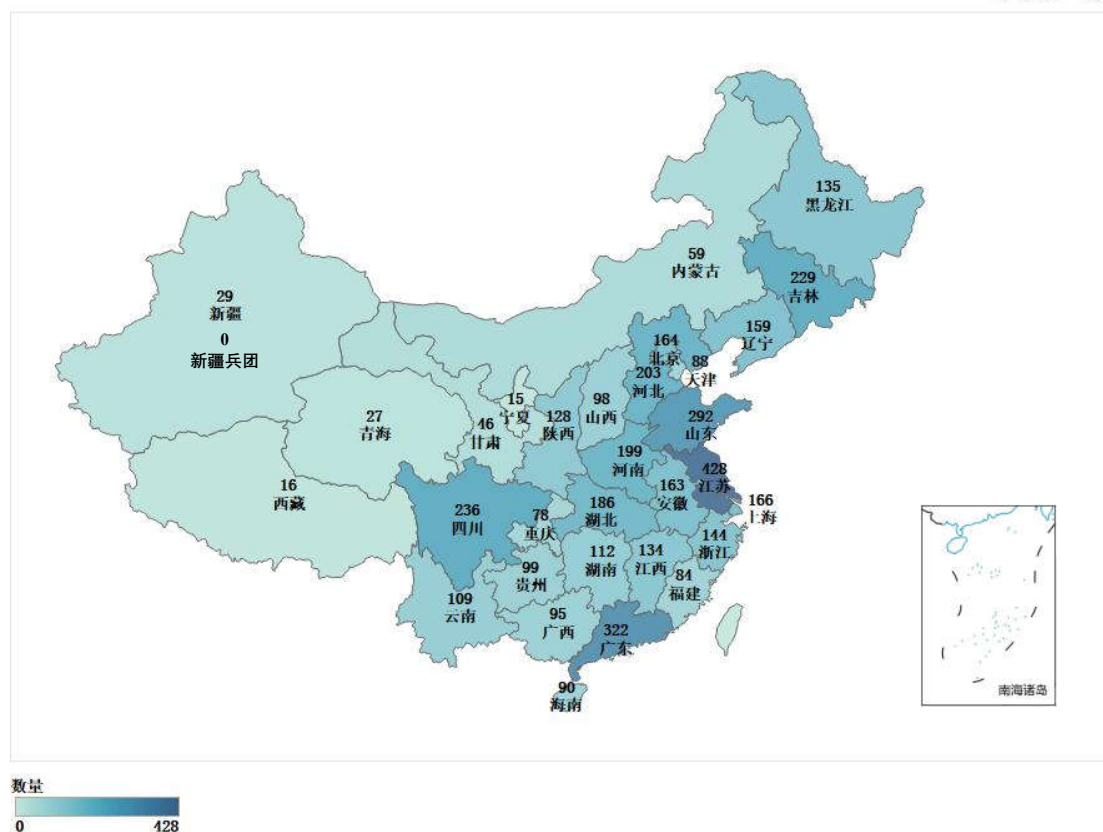 135
黑龙江
59
内蒙古
229
吉林
29
新疆
0
新疆兵团
159
辽宁
164
北京
88
天津
203
河北
15
宁夏
98
山西
27
青海
46
甘肃
128
陕西
292
山东
199
河南
428
江苏
16
西藏
163
安徽
166
上海
236
四川
78
重庆
186
湖北
144
浙江
112
湖南
134
江西
99
贵州
84
福建
109
云南
95
广西
322
广东
90
海南
南海诸岛
数量
0
428